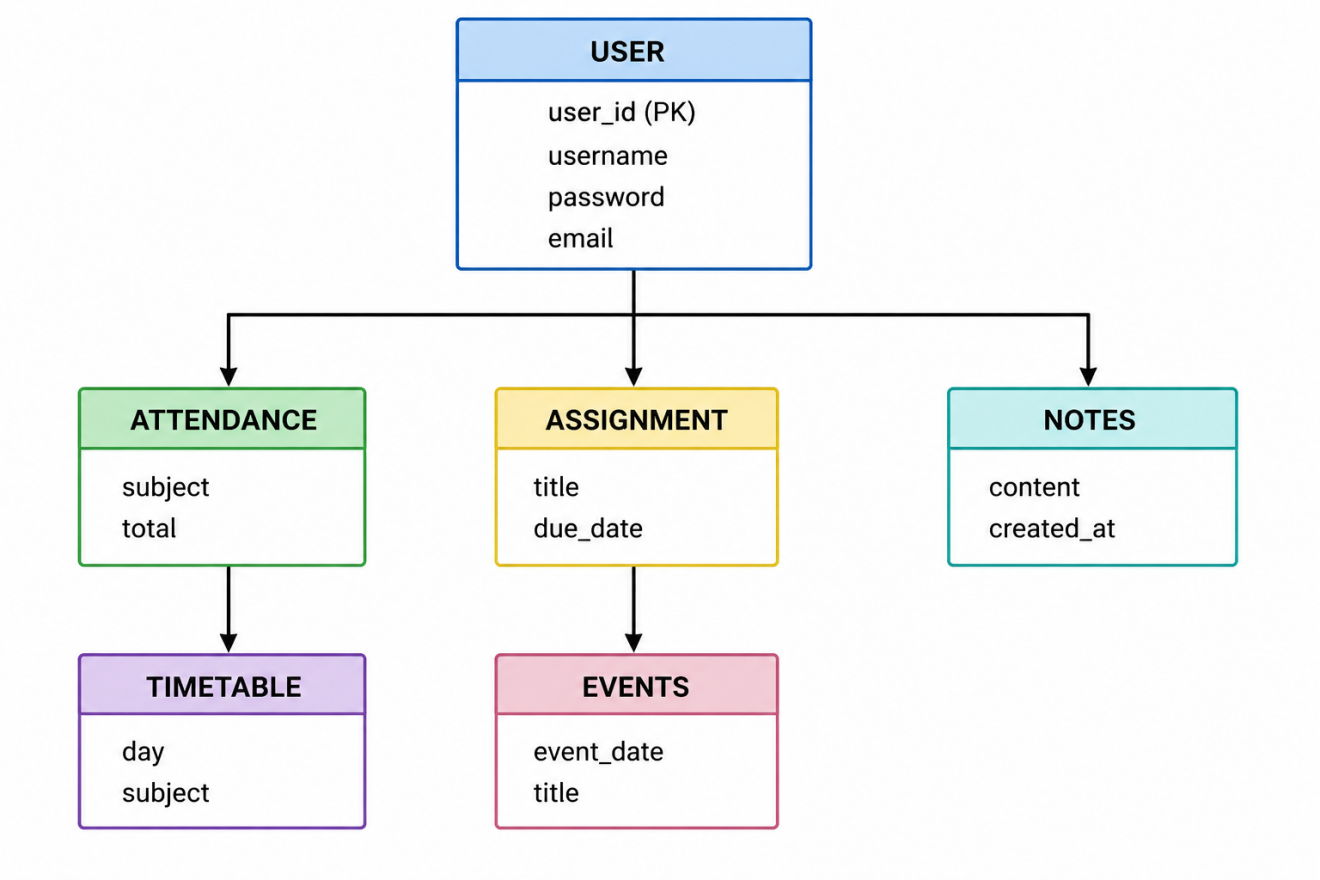 USER
user_id (PK)
username
password
email
ATTENDANCE
subject
total
ASSIGNMENT
title
due_date
NOTES
content
created_at
TIMETABLE
day
subject
EVENTS
event_date
title